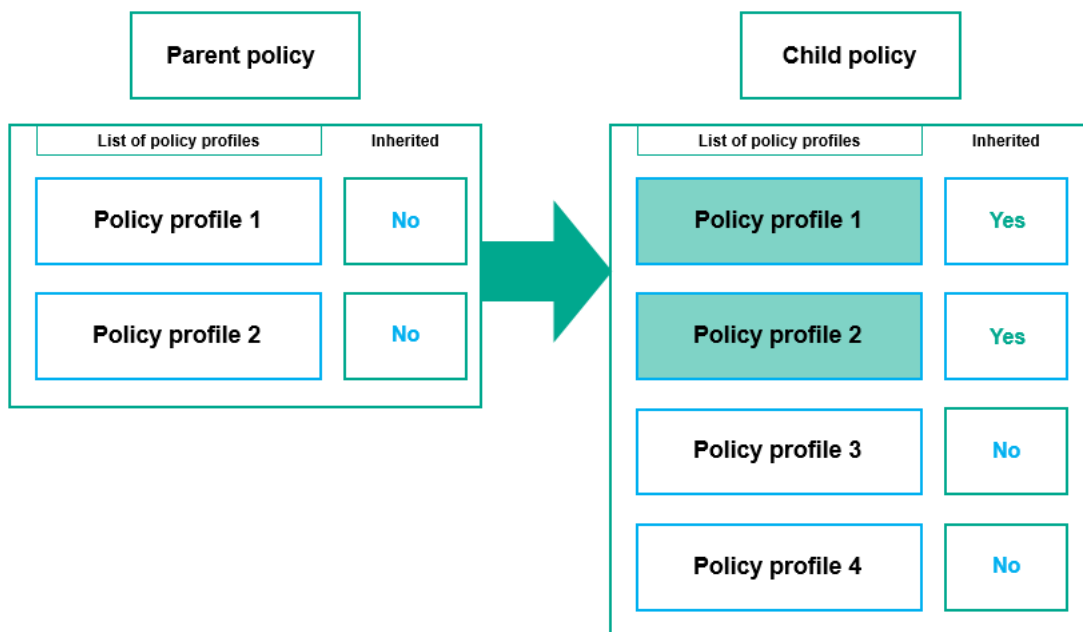 Parent policy
List of policy profiles
Inherited
Policy profile 1
No
Policy profile 2
No
Child policy
List of policy profiles
Inherited
Policy profile 1
Yes
Policy profile 2
Yes
Policy profile 3
No
Policy profile 4
No